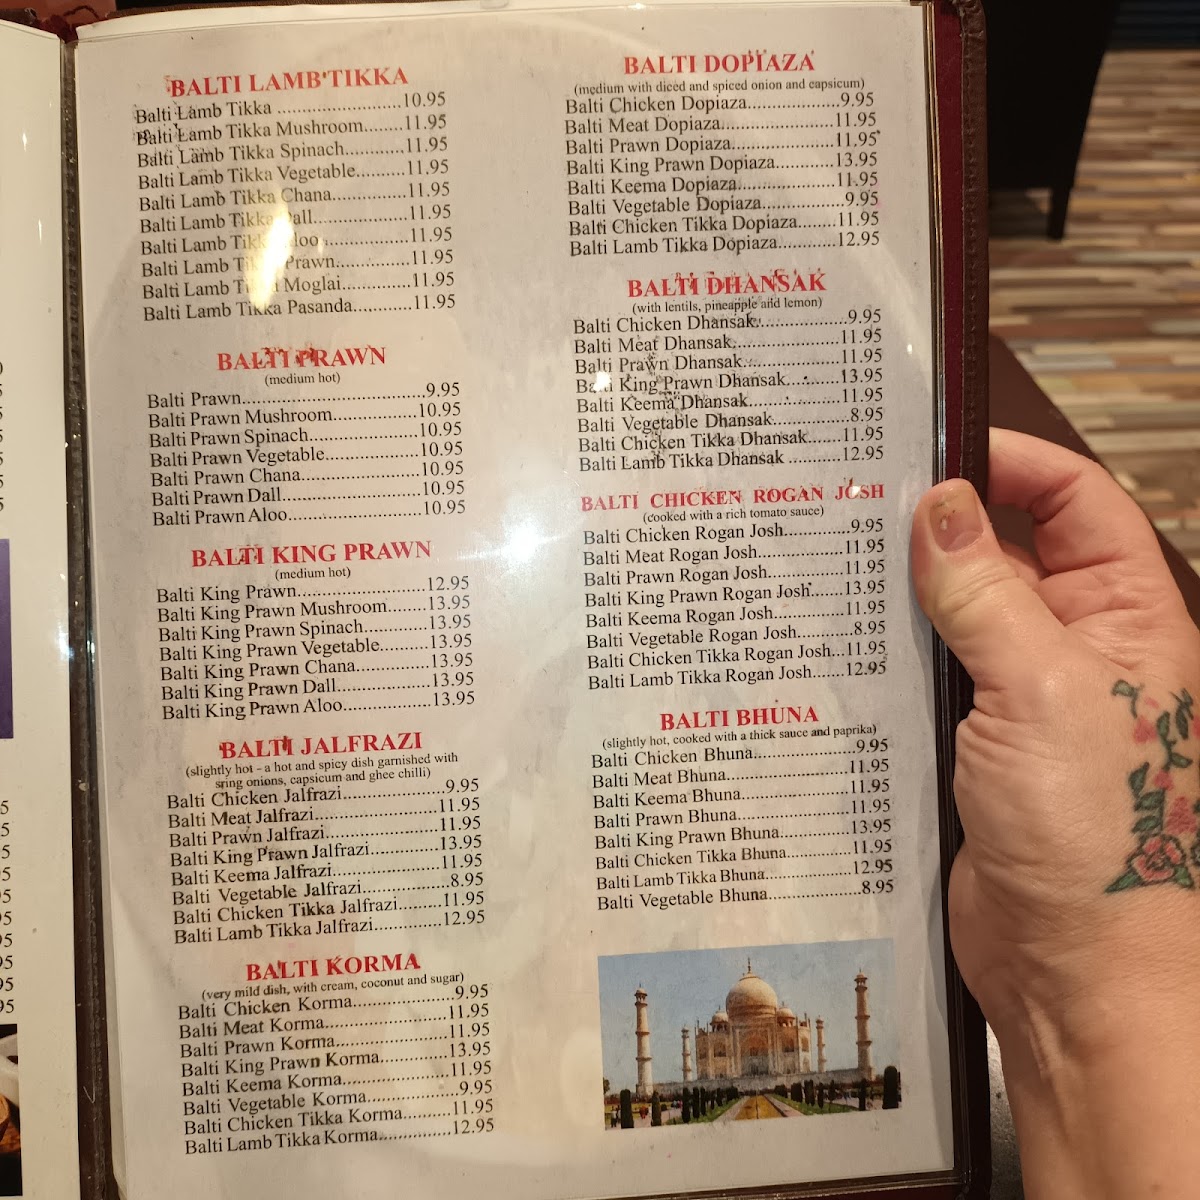 BALTI LAMB TIKKA
Balti Lamb Tikka ........................10.95
Balti Lamb Tikka Mushroom........11.95
Balti Lamb Tikka Spinach............11.95
Balti Lamb Tikka Vegetable..........11.95
Balti Lamb Tikka Chana...............11.95
Balti Lamb Tikka Dall...................11.95
Balti Lamb Tikka Aloo.................11.95
Balti Lamb Tikka Prawn...............11.95
Balti Lamb Tikka Moglai..............11.95
Balti Lamb Tikka Pasanda............11.95
BALTI PRAWN
(medium hot)
Balti Prawn.....................................9.95
Balti Prawn Mushroom.................10.95
Balti Prawn Spinach......................10.95
Balti Prawn Vegetable...................10.95
Balti Prawn Chana........................10.95
Balti Prawn Dall............................10.95
Balti Prawn Aloo...........................10.95
BALTI KING PRAWN
(medium hot)
Balti King Prawn..........................12.95
Balti King Prawn Mushroom........13.95
Balti King Prawn Spinach.............13.95
Balti King Prawn Vegetable..........13.95
Balti King Prawn Chana...............13.95
Balti King Prawn Dall...................13.95
Balti King Prawn Aloo..................13.95
BALTI JALFRAZI
(slightly hot - a hot and spicy dish garnished with
sring onions, capsicum and ghee chilli)
Balti Chicken Jalfrazi.....................9.95
Balti Meat Jalfrazi.........................11.95
Balti Prawn Jalfrazi.......................11.95
Balti King Prawn Jalfrazi..............13.95
Balti Keema Jalfrazi......................11.95
Balti Vegetable Jalfrazi..................8.95
Balti Chicken Tikka Jalfrazi.........11.95
Balti Lamb Tikka Jalfrazi..............12.95
BALTI KORMA
(very mild dish, with cream, coconut and sugar)
Balti Chicken Korma.....................9.95
Balti Meat Korma.........................11.95
Balti Prawn Korma.......................11.95
Balti King Prawn Korma..............13.95
Balti Keema Korma......................11.95
Balti Vegetable Korma..................9.95
Balti Chicken Tikka Korma..........11.95
Balti Lamb Tikka Korma...............12.95
BALTI DOPIAZA
(medium with diced and spiced onion and capsicum)
Balti Chicken Dopiaza...................9.95
Balti Meat Dopiaza.......................11.95
Balti Prawn Dopiaza.....................11.95
Balti King Prawn Dopiaza............13.95
Balti Keema Dopiaza....................11.95
Balti Vegetable Dopiaza.................9.95
Balti Chicken Tikka Dopiaza........11.95
Balti Lamb Tikka Dopiaza............12.95
BALTI DHANSAK
(with lentils, pineapple and lemon)
Balti Chicken Dhansak...................9.95
Balti Meat Dhansak......................11.95
Balti Prawn Dhansak....................11.95
Balti King Prawn Dhansak...........13.95
Balti Keema Dhansak...................11.95
Balti Vegetable Dhansak................8.95
Balti Chicken Tikka Dhansak.......11.95
Balti Lamb Tikka Dhansak ..........12.95
BALTI CHICKEN ROGAN JOSH
(cooked with a rich tomato sauce)
Balti Chicken Rogan Josh..............9.95
Balti Meat Rogan Josh..................11.95
Balti Prawn Rogan Josh................11.95
Balti King Prawn Rogan Josh.......13.95
Balti Keema Rogan Josh...............11.95
Balti Vegetable Rogan Josh...........8.95
Balti Chicken Tikka Rogan Josh...11.95
Balti Lamb Tikka Rogan Josh.......12.95
BALTI BHUNA
(slightly hot, cooked with a thick sauce and paprika)
Balti Chicken Bhuna.....................9.95
Balti Meat Bhuna.........................11.95
Balti Keema Bhuna......................11.95
Balti Prawn Bhuna.......................11.95
Balti King Prawn Bhuna..............13.95
Balti Chicken Tikka Bhuna.............11.95
Balti Lamb Tikka Bhuna.................12.95
Balti Vegetable Bhuna...................8.95